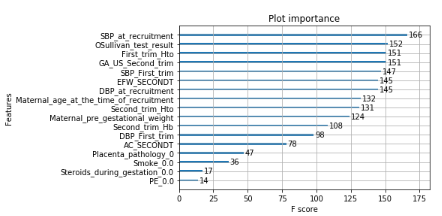 Plot importance
SBP_at_recruitment 166
OSullivan_test_result 152
First_trim_Hto 151
GA_US_Second_trim 151
SBP_First_trim 147
EFW_SECONDT 145
DBP_at_recruitment 145
Maternal_age_at_the_time_of_recruitment 132
Second_trim_Hto 131
Maternal_pre_gestational_weight 124
Second_trim_Hb 108
DBP_First_trim 98
AC_SECONDT 78
Placenta_pathology_0 47
Smoke_0.0 36
Steroids_during_gestation_0.0 17
PE_0.0 14
Features
0 25 50 75 100 125 150 175
F score